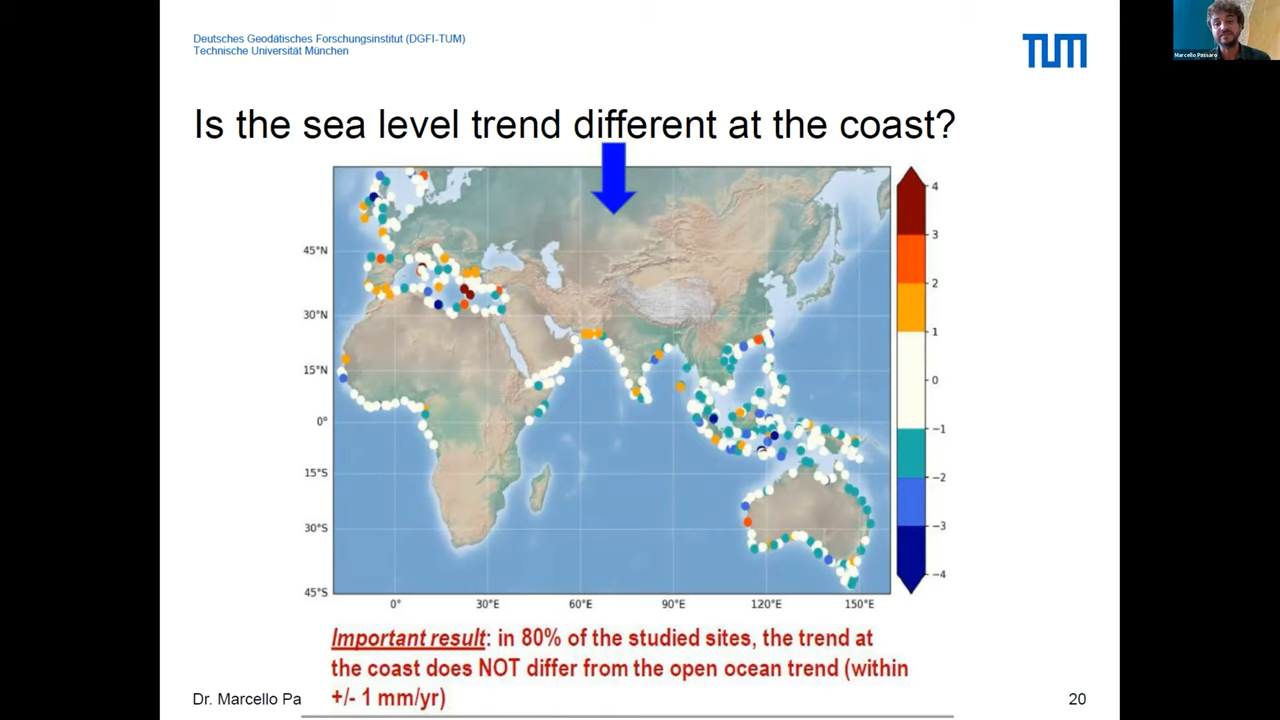 Deutsches Geodätisches Forschungsinstitut (DGFI-TUM)
Technische Universität München
TUM
Marcello Passaro
Is the sea level trend different at the coast?
45°N
30°N
15°N
0°
15°S
30°S
45°S
0°
30°E
60°E
90°E
120°E
150°E
4
3
2
1
0
−1
−2
−3
−4
Important result: in 80% of the studied sites, the trend at
the coast does NOT differ from the open ocean trend (within
+/- 1 mm/yr)
Dr. Marcello Pa
20